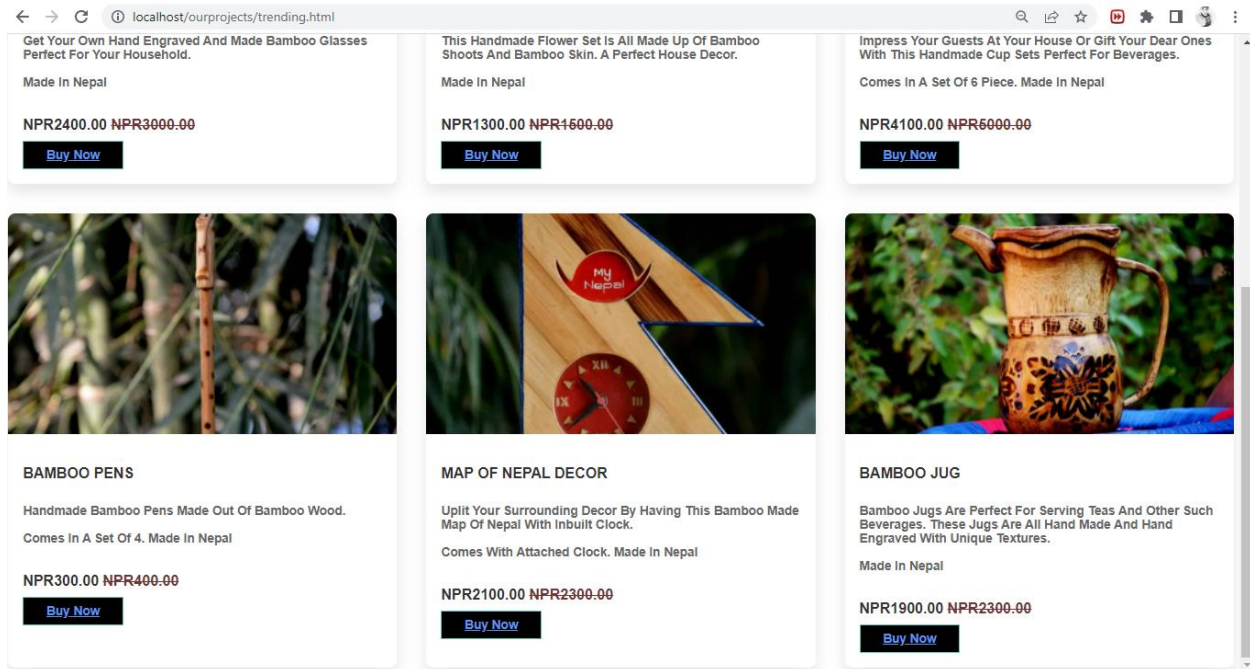 localhost/ourprojects/trending.html
Get Your Own Hand Engraved And Made Bamboo Glasses
Perfect For Your Household.
Made In Nepal
NPR2400.00 NPR3000.00
Buy Now
This Handmade Flower Set Is All Made Up Of Bamboo
Shoots And Bamboo Skin. A Perfect House Decor.
Made In Nepal
NPR1300.00 NPR1500.00
Buy Now
Impress Your Guests At Your House Or Gift Your Dear Ones
With This Handmade Cup Sets Perfect For Beverages.
Comes In A Set Of 6 Piece. Made In Nepal
NPR4100.00 NPR5000.00
Buy Now
BAMBOO PENS
Handmade Bamboo Pens Made Out Of Bamboo Wood.
Comes In A Set Of 4. Made In Nepal
NPR300.00 NPR400.00
Buy Now
My
Nepal
XII
IX
III
MAP OF NEPAL DECOR
Uplit Your Surrounding Decor By Having This Bamboo Made
Map Of Nepal With Inbuilt Clock.
Comes With Attached Clock. Made In Nepal
NPR2100.00 NPR2300.00
Buy Now
BAMBOO JUG
Bamboo Jugs Are Perfect For Serving Teas And Other Such
Beverages. These Jugs Are All Hand Made And Hand
Engraved With Unique Textures.
Made In Nepal
NPR1900.00 NPR2300.00
Buy Now